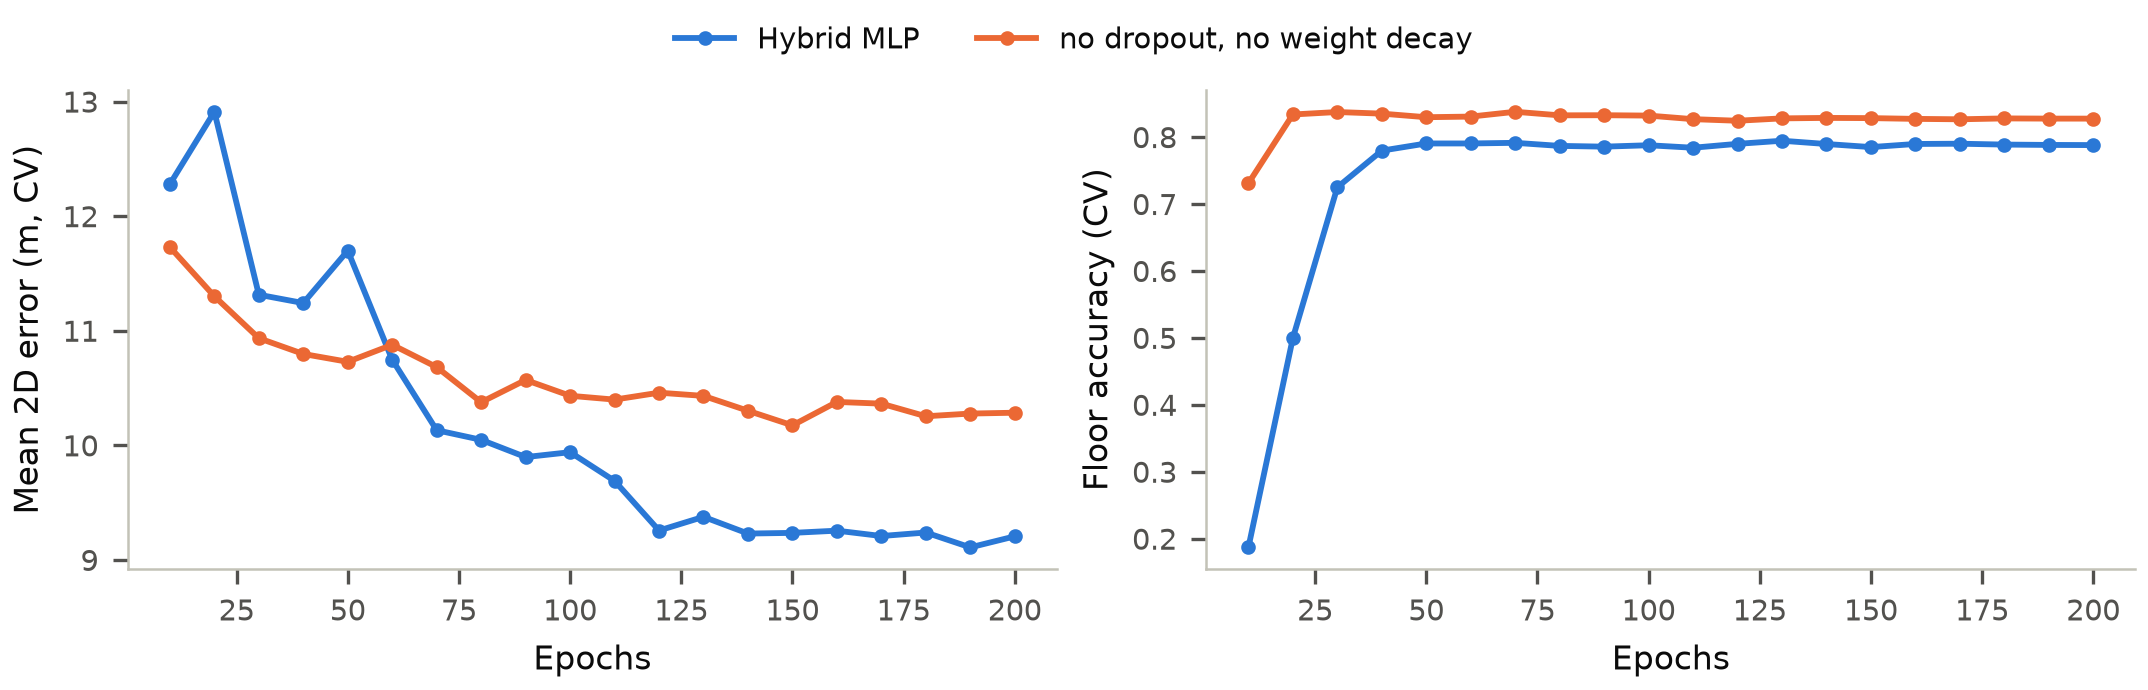 Hybrid MLP
no dropout, no weight decay
Mean 2D error (m, CV)
13
12
11
10
9
25 50 75 100 125 150 175 200
Epochs
Floor accuracy (CV)
0.8
0.7
0.6
0.5
0.4
0.3
0.2
25 50 75 100 125 150 175 200
Epochs